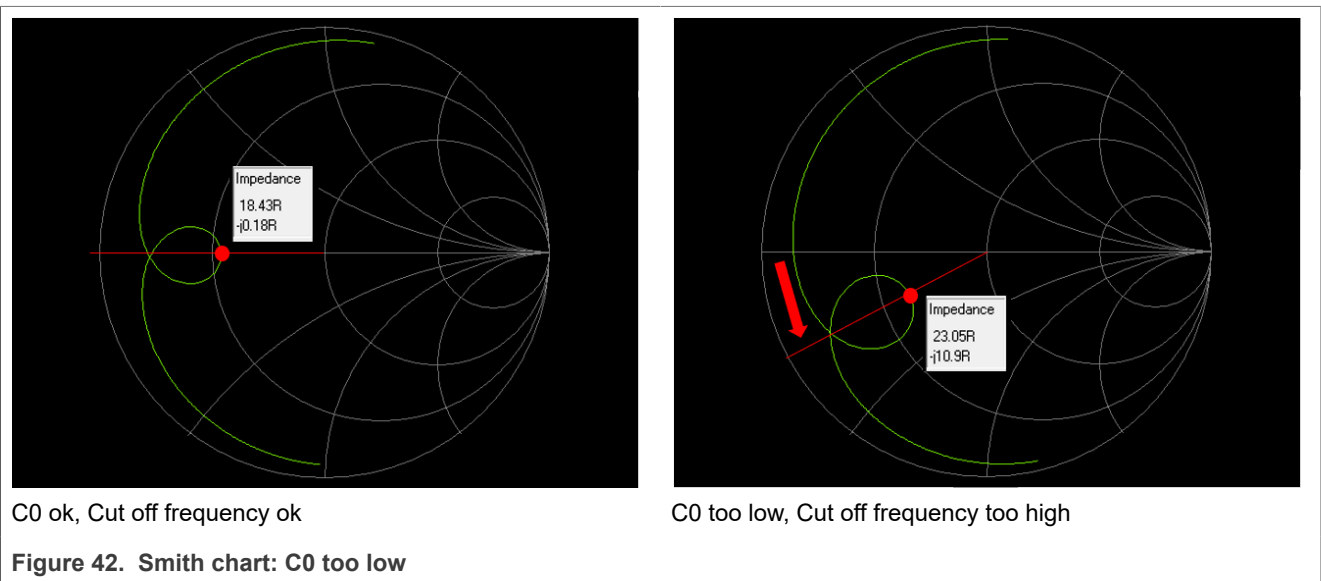 Impedance
18.43R
-j0.18R
Impedance
23.05R
-j10.9R
C0 ok, Cut off frequency ok
C0 too low, Cut off frequency too high
Figure 42. Smith chart: C0 too low